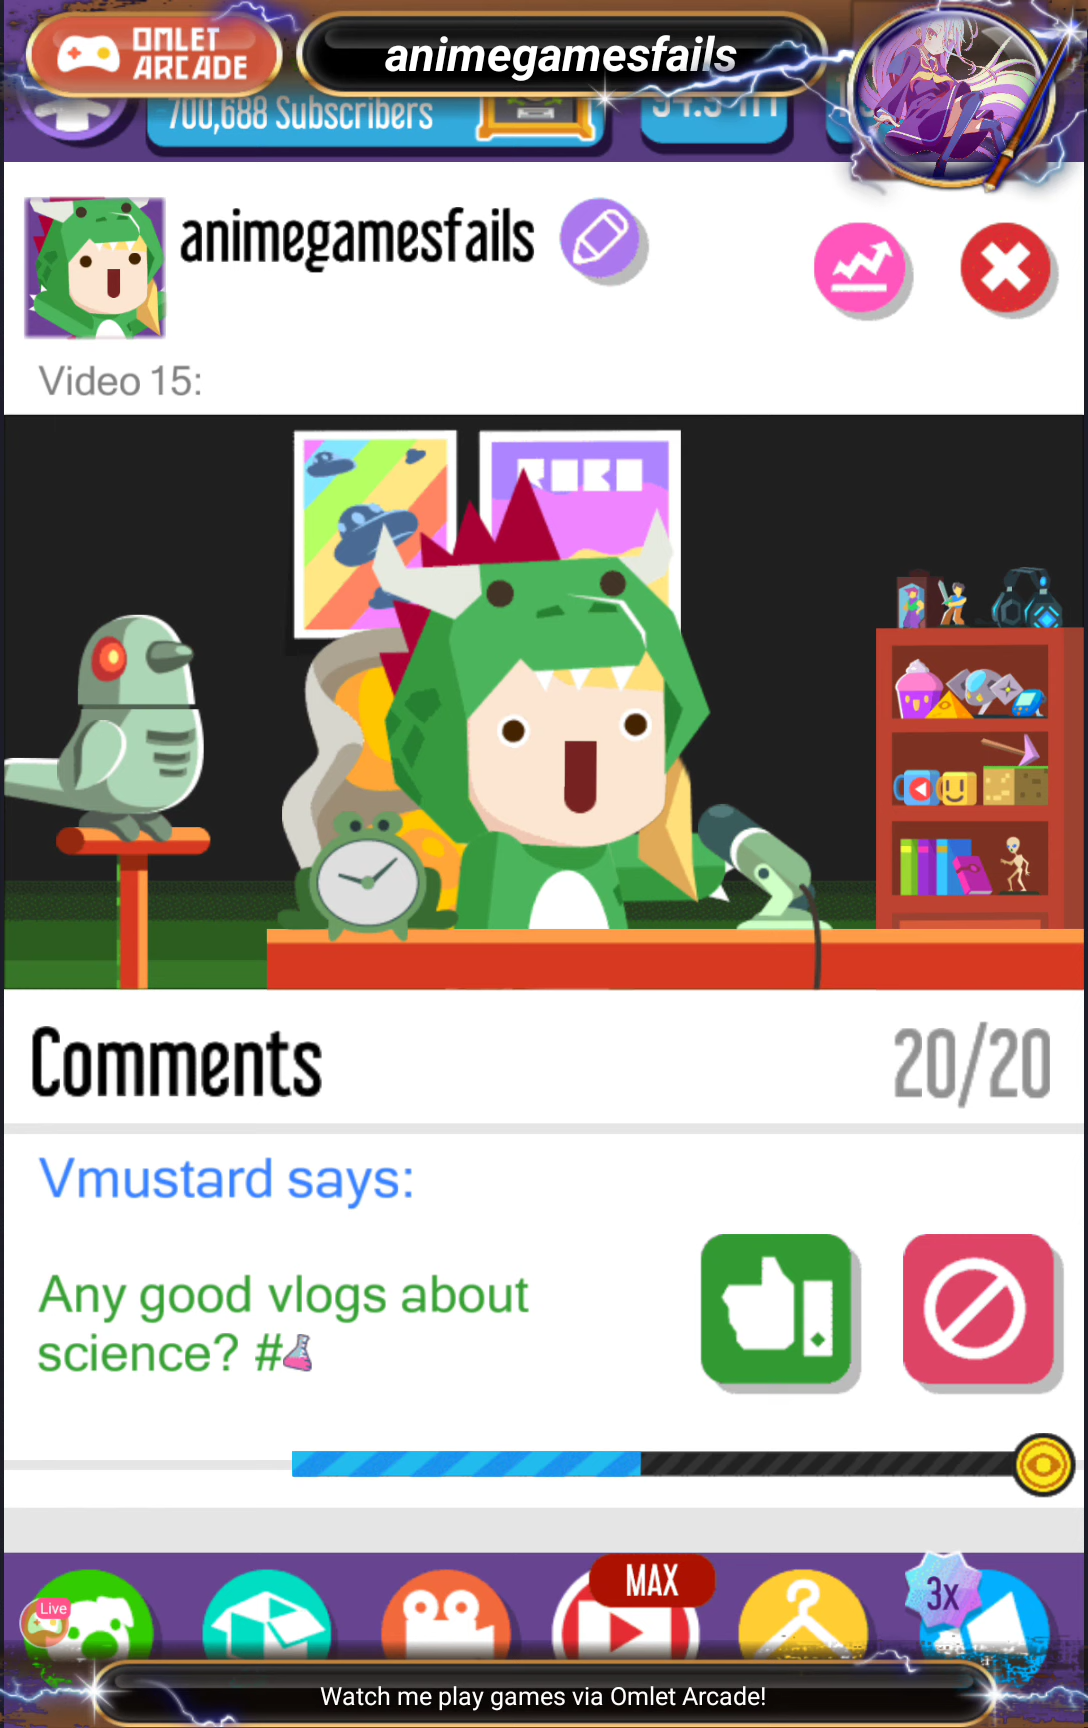 OMLET
ARCADE
animegamesfails
700,688 Subscribers
animegamesfails
Video 15:
Comments
20/20
Vmustard says:
Any good vlogs about
science? #
MAX
3x
Live
Watch me play games via Omlet Arcade!